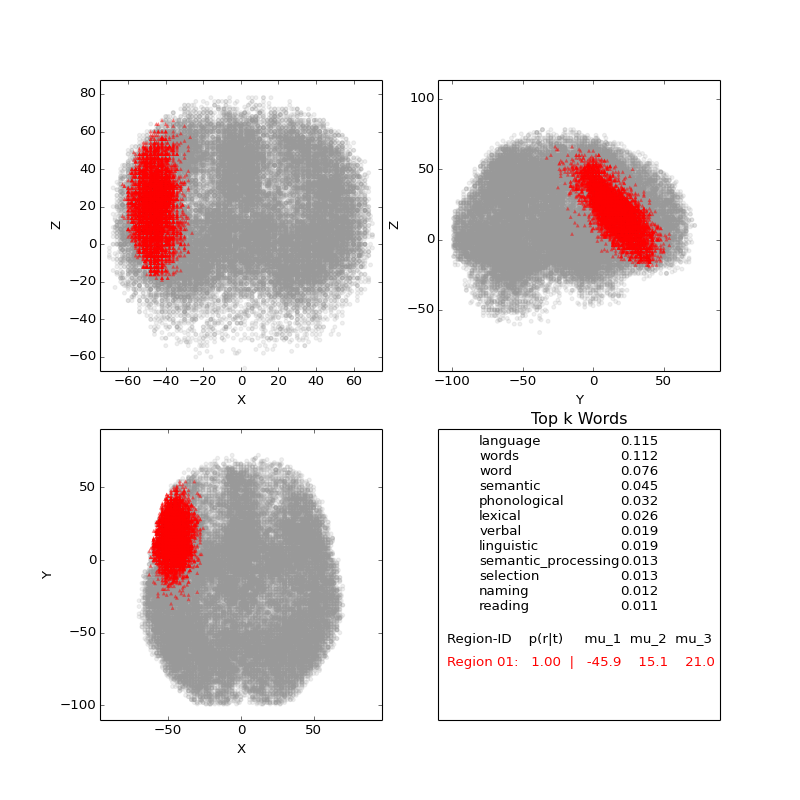 80
60
40
20
0
−20
−40
−60
Z
−60 −40 −20 0 20 40 60
X
100
50
0
−50
Z
−100 −50 0 50
Y
50
0
−50
−100
Y
−50 0 50
X
Top k Words
language 0.115
words 0.112
word 0.076
semantic 0.045
phonological 0.032
lexical 0.026
verbal 0.019
linguistic 0.019
semantic_processing 0.013
selection 0.013
naming 0.012
reading 0.011
Region-ID p(r|t) mu_1 mu_2 mu_3
Region 01: 1.00 | -45.9 15.1 21.0